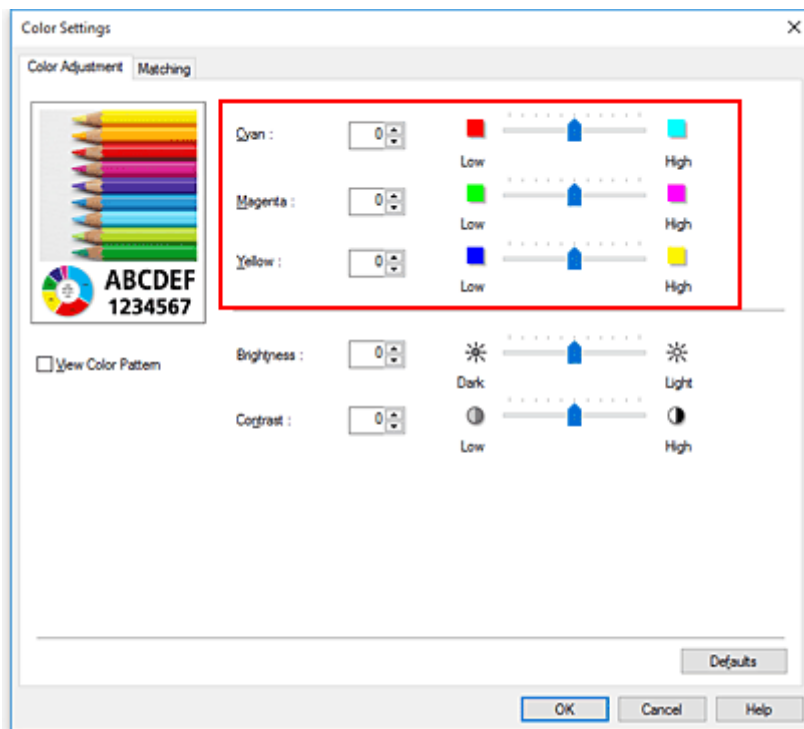 Color Settings
Color Adjustment Matching
Cyan : 0
Low High
Magenta : 0
Low High
Yellow : 0
Low High
ABCDEF
1234567
View Color Pattern
Brightness : 0
Dark Light
Contrast : 0
Low High
Defaults
OK Cancel Help